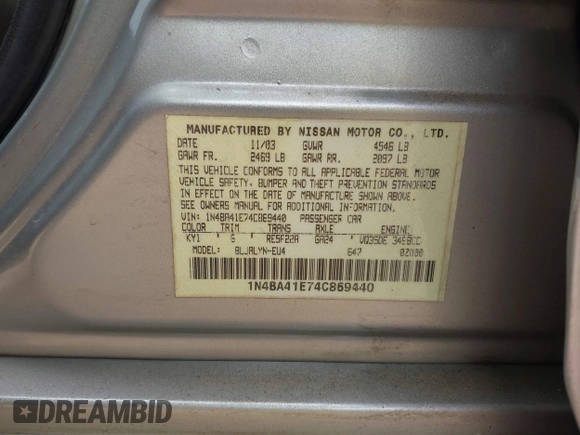 MANUFACTURED BY NISSAN MOTOR CO., LTD.
DATE 11/03 GVWR 4546 LB
GAWR FR. 2469 LB GAWR RR. 2097 LB
THIS VEHICLE CONFORMS TO ALL APPLICABLE FEDERAL MOTOR
VEHICLE SAFETY, BUMPER AND THEFT PREVENTION STANDARDS
IN EFFECT ON THE DATE OF MANUFACTURE SHOWN ABOVE.
SEE OWNERS MANUAL FOR ADDITIONAL INFORMATION.
VIN: 1N4BA41E74C869440 PASSENGER CAR
COLOR TRIM TRANS AXLE ENGINE
KY1 G RE5F22A GA24 VQ35DE 3498CC
MODEL: BLJALYN-EU4 647
1N4BA41E74C869440
DREAMBID